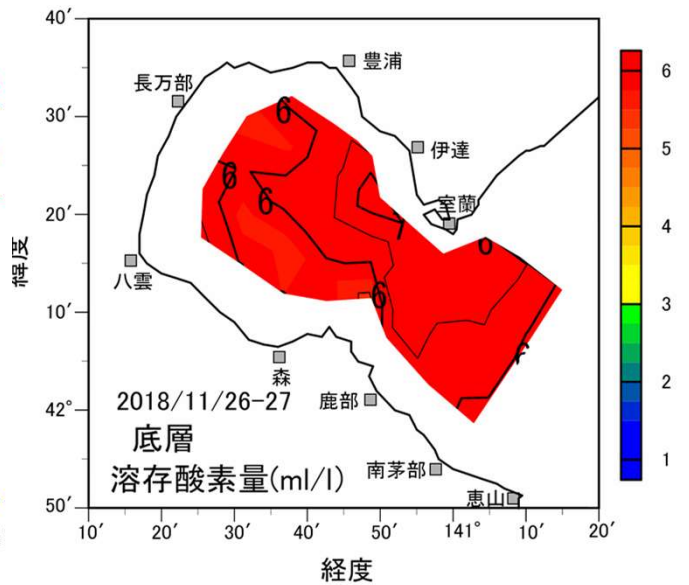 40′
豊浦
長万部
6
30′
伊達
6
6
室蘭
20′
6
緯度
八雲
6
10′
6
森
2018/11/26-27
鹿部
42°
底層
溶存酸素量(ml/l)
南茅部
恵山
50′
10′ 20′ 30′ 40′ 50′ 141° 10′ 20′
経度
6
5
4
3
2
1